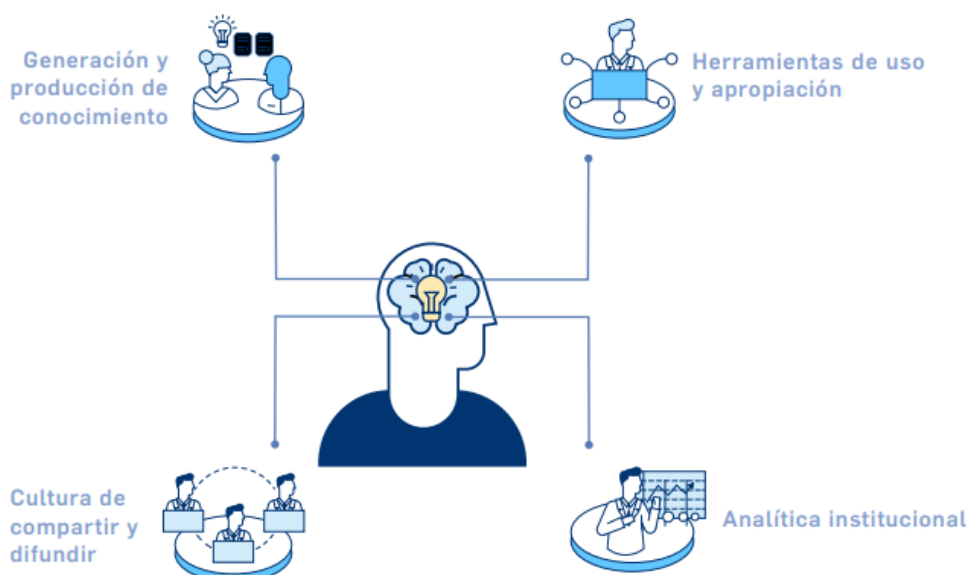 Generación y
producción de
conocimiento
Herramientas de uso
y apropiación
Cultura de
compartir y
difundir
Analítica institucional